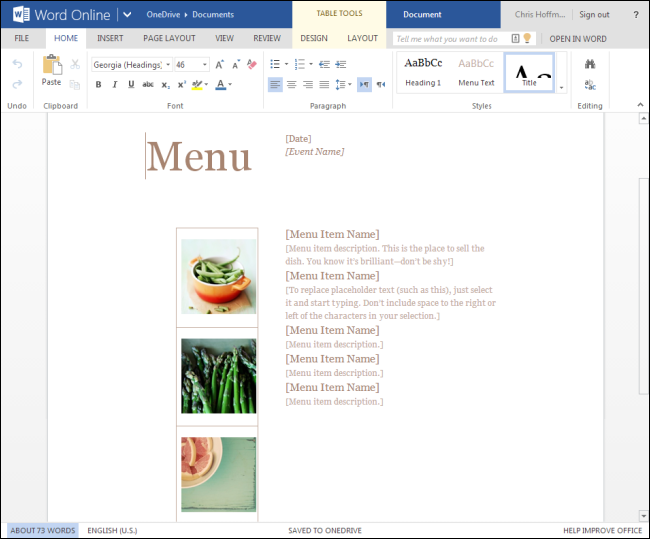 Word Online OneDrive ▸ Documents TABLE TOOLS Document Chris Hoffm... Sign out ?
FILE HOME INSERT PAGE LAYOUT VIEW REVIEW DESIGN LAYOUT Tell me what you want to do OPEN IN WORD
Paste
Georgia (Headings) 46
B I U abc x₂ x² aby A
AaBbCc AaBbCc
Heading 1 Menu Text Title
Undo Clipboard Font Paragraph Styles Editing
Menu
[Date]
[Event Name]
[Menu Item Name]
[Menu item description. This is the place to sell the
dish. You know it's brilliant—don't be shy!]
[Menu Item Name]
[To replace placeholder text (such as this), just select
it and start typing. Don't include space to the right or
left of the characters in your selection.]
[Menu Item Name]
[Menu item description.]
[Menu Item Name]
[Menu item description.]
[Menu Item Name]
[Menu item description.]
ABOUT 73 WORDS ENGLISH (U.S.) SAVED TO ONEDRIVE HELP IMPROVE OFFICE